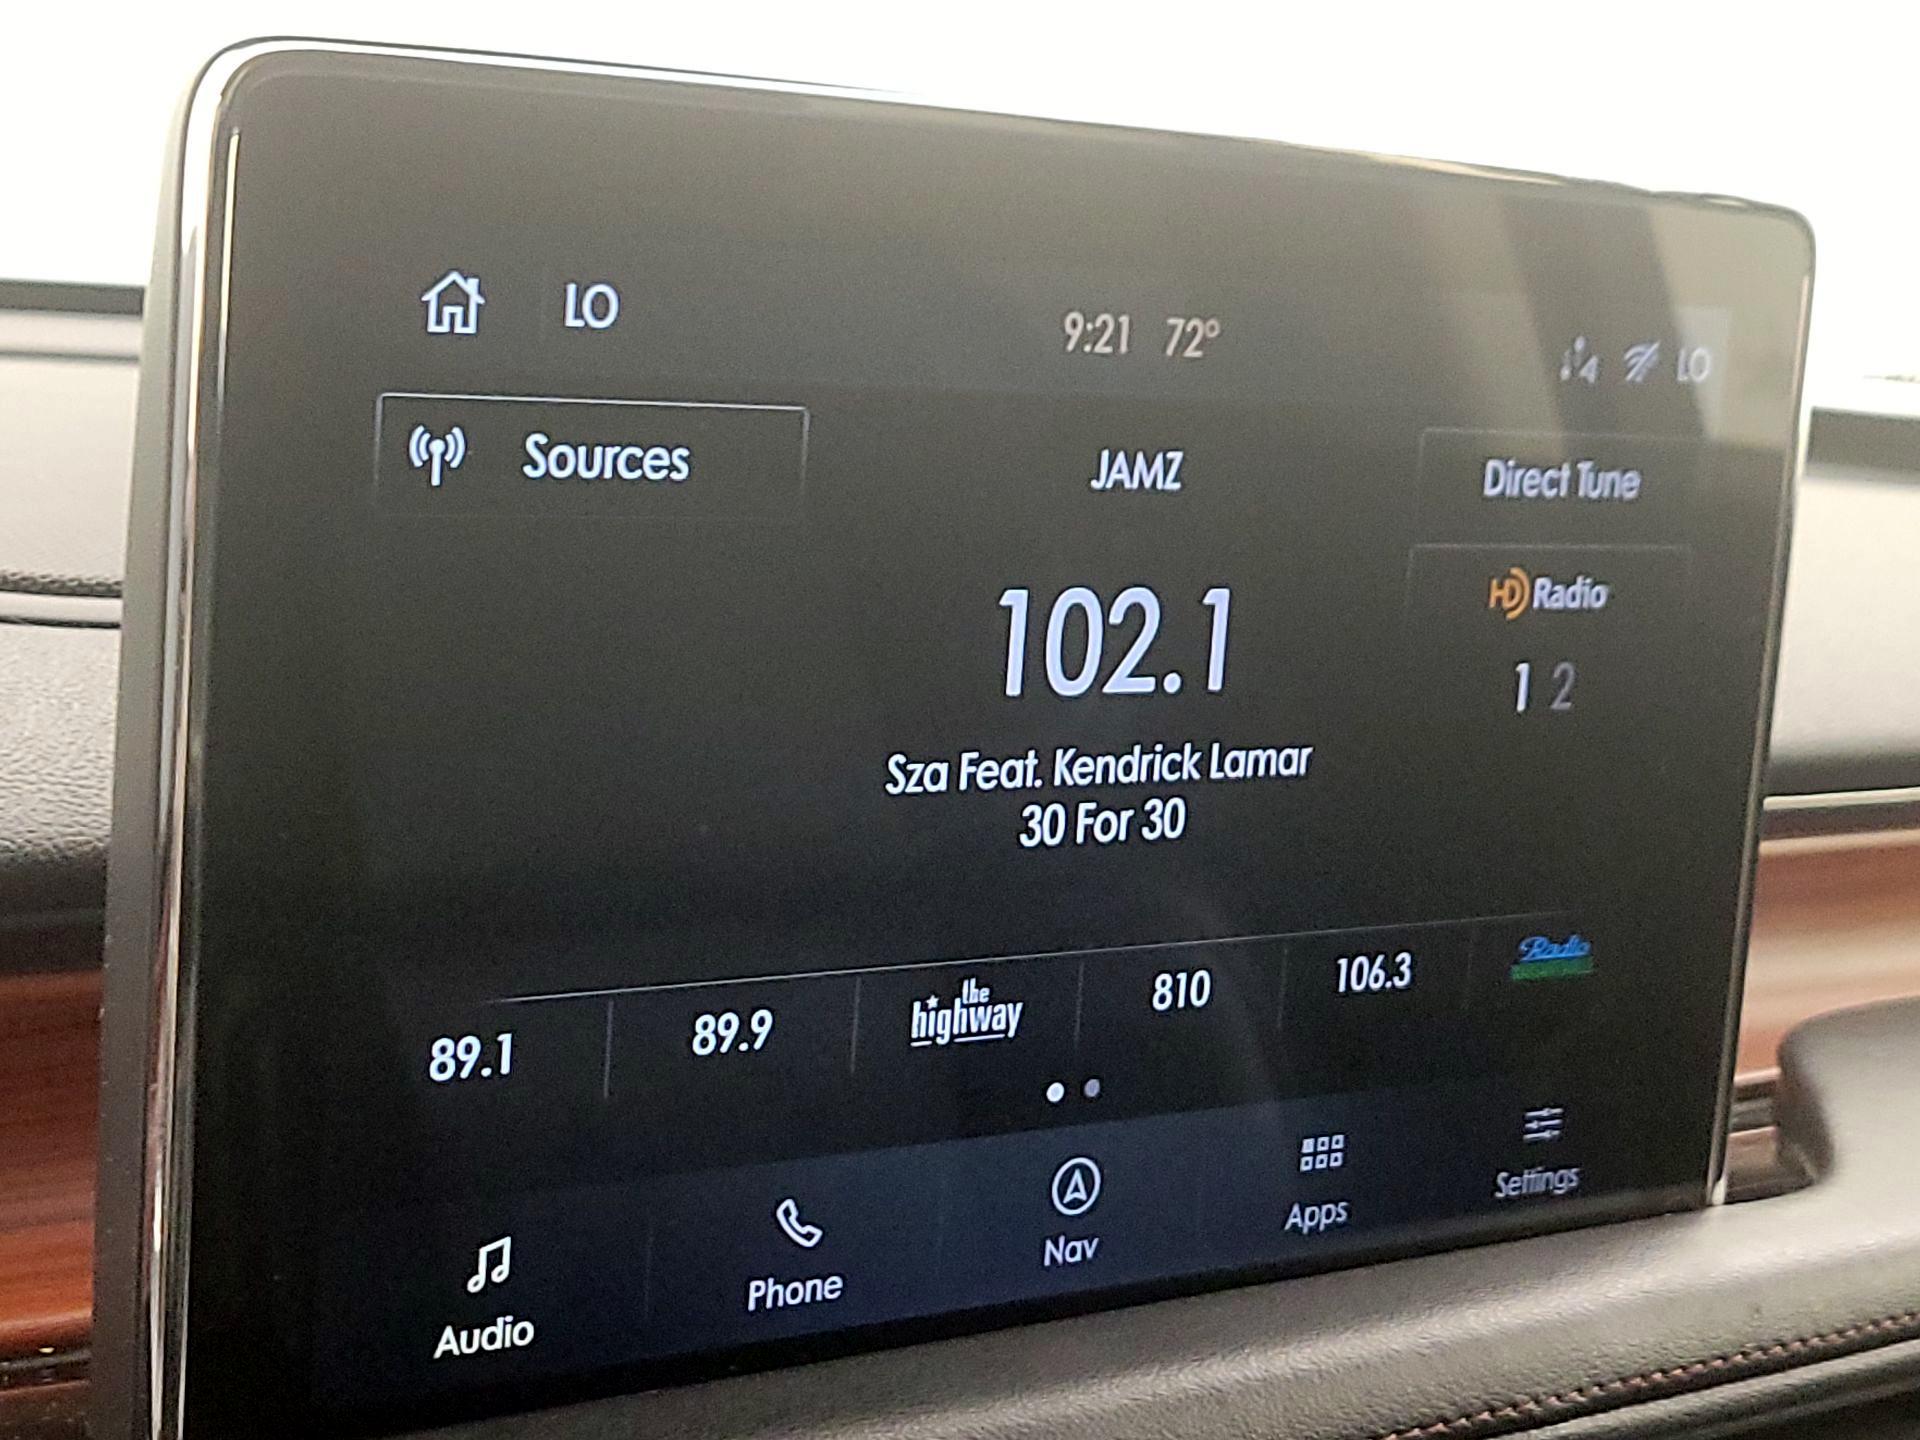 LO
9:21 72°
4
LO
Sources
JAMZ
Direct Tune
102.1
HD Radio
1 2
Sza Feat. Kendrick Lamar
30 For 30
89.1
89.9
the
highway
810
106.3
Radio
Audio
Phone
Nav
Apps
Settings